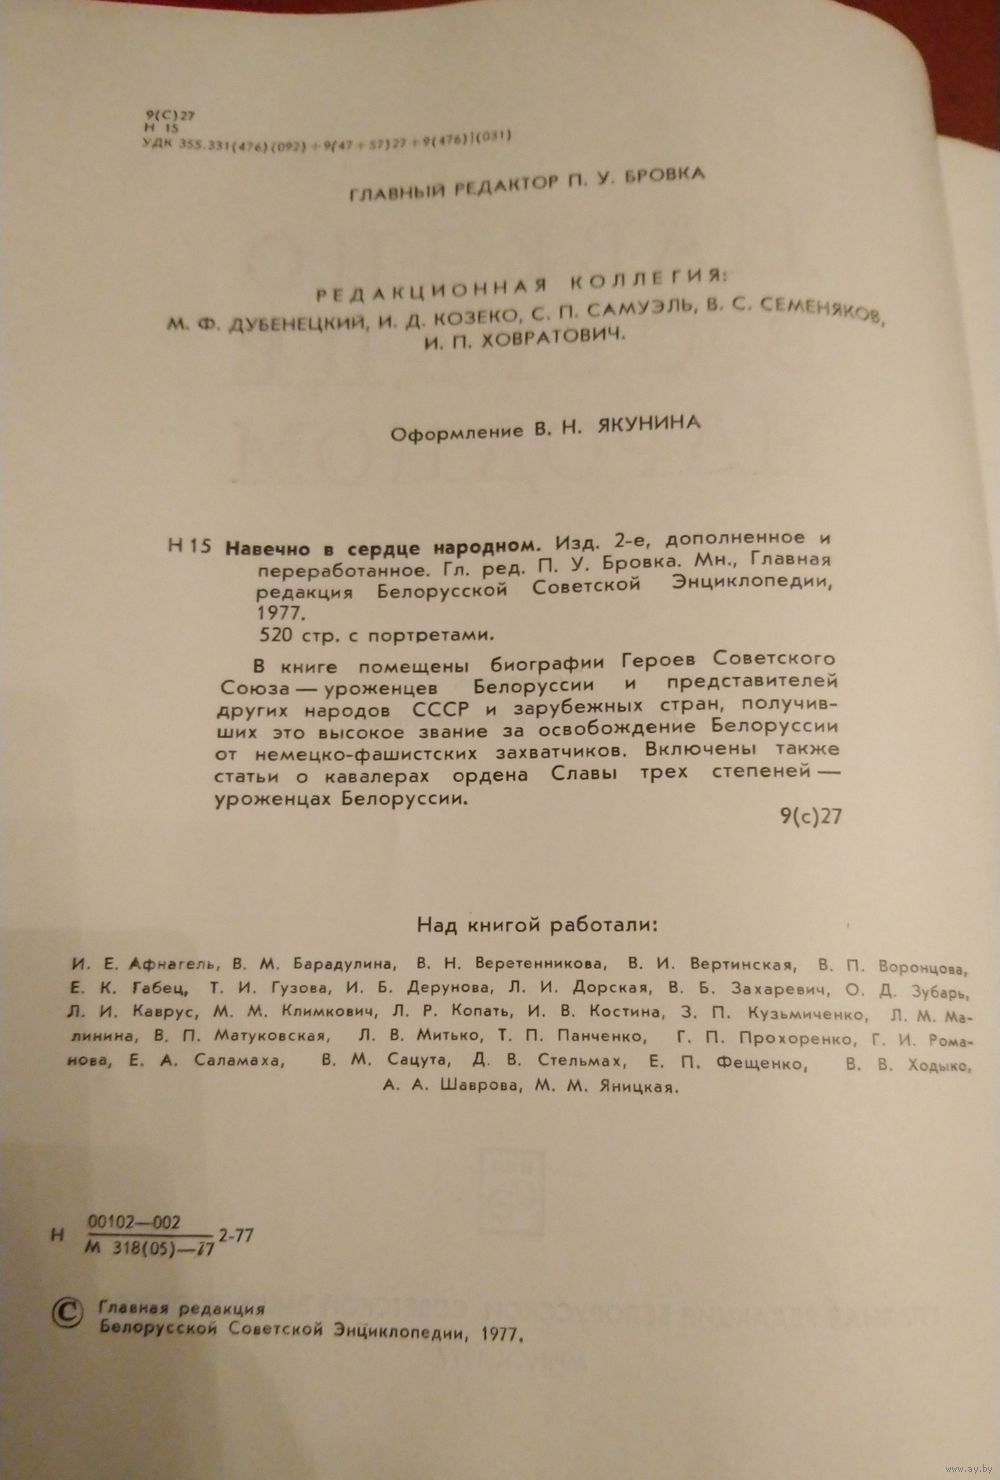 9(С)27
Н 15
УДК 355.331(476)(092) + 9(47 + 57)27 + 9(476)](031)
ГЛАВНЫЙ РЕДАКТОР П. У. БРОВКА
РЕДАКЦИОННАЯ КОЛЛЕГИЯ:
М. Ф. ДУБЕНЕЦКИЙ, И. Д. КОЗЕКО, С. П. САМУЭЛЬ, В. С. СЕМЕНЯКОВ,
И. П. ХОВРАТОВИЧ.
Оформление В. Н. ЯКУНИНА
Н 15 Навечно в сердце народном. Изд. 2-е, дополненное и
переработанное. Гл. ред. П. У. Бровка. Мн., Главная
редакция Белорусской Советской Энциклопедии,
1977.
520 стр. с портретами.
В книге помещены биографии Героев Советского
Союза — уроженцев Белоруссии и представителей
других народов СССР и зарубежных стран, получив-
ших это высокое звание за освобождение Белоруссии
от немецко-фашистских захватчиков. Включены также
статьи о кавалерах ордена Славы трех степеней —
уроженцах Белоруссии.
9(с)27
Над книгой работали:
И. Е. Афнагель, В. М. Барадулина, В. Н. Веретенникова, В. И. Вертинская, В. П. Воронцова,
Е. К. Габец, Т. И. Гузова, И. Б. Дерунова, Л. И. Дорская, В. Б. Захаревич, О. Д. Зубарь,
Л. И. Каврус, М. М. Климкович, Л. Р. Копать, И. В. Костина, З. П. Кузьмиченко, Л. М. Ма-
линина, В. П. Матуковская, Л. В. Митько, Т. П. Панченко, Г. П. Прохоренко, Г. И. Рома-
нова, Е. А. Саламаха, В. М. Сацута, Д. В. Стельмах, Е. П. Фещенко, В. В. Ходыко,
А. А. Шаврова, М. М. Яницкая.
Н 00102—002
М 318(05)—77 2-77
© Главная редакция
Белорусской Советской Энциклопедии, 1977.
www.ay.by